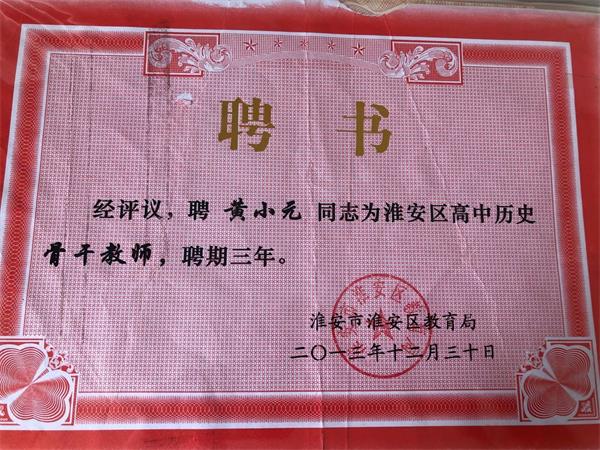 聘书
经评议，聘 黄小元 同志为淮安区高中历史
骨干教师，聘期三年。
淮安市淮安区教育局
二〇一三年十二月三十日